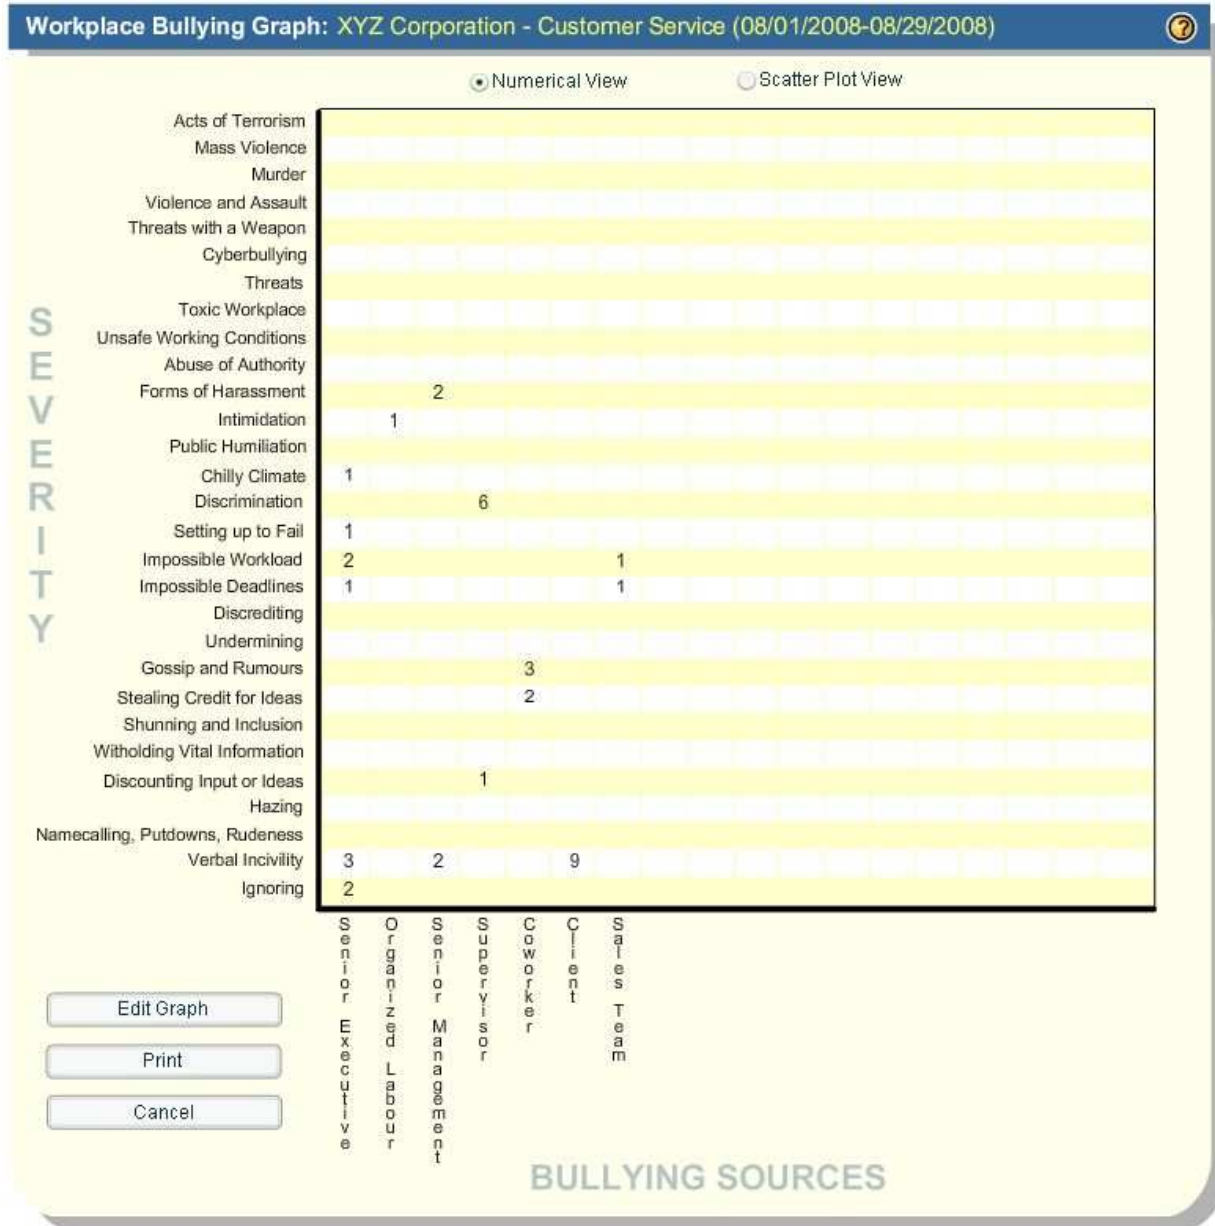 Workplace Bullying Graph: XYZ Corporation - Customer Service (08/01/2008-08/29/2008)
?
Numerical View Scatter Plot View
SEVERITY
Acts of Terrorism
Mass Violence
Murder
Violence and Assault
Threats with a Weapon
Cyberbullying
Threats
Toxic Workplace
Unsafe Working Conditions
Abuse of Authority
Forms of Harassment 2
Intimidation 1
Public Humiliation
Chilly Climate 1
Discrimination 6
Setting up to Fail 1
Impossible Workload 2 1
Impossible Deadlines 1 1
Discrediting
Undermining
Gossip and Rumours 3
Stealing Credit for Ideas 2
Shunning and Inclusion
Witholding Vital Information
Discounting Input or Ideas 1
Hazing
Namecalling, Putdowns, Rudeness
Verbal Incivility 3 2 9
Ignoring 2
Senior Executive
Organized Labour
Senior Management
Supervisor
Coworker
Client
Sales Team
Edit Graph
Print
Cancel
BULLYING SOURCES